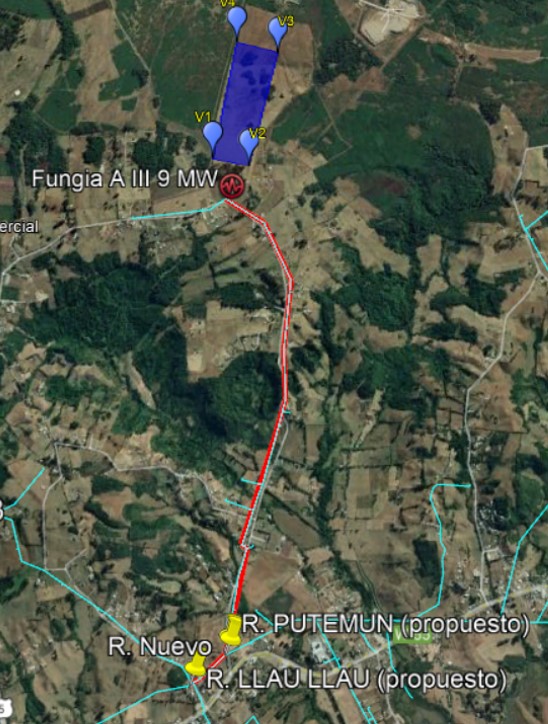 V4
V3
V1
V2
Fungia A III 9 MW
ercial
R. PUTEMUN (propuesto)
R. Nuevo
R. LLAU LLAU (propuesto)